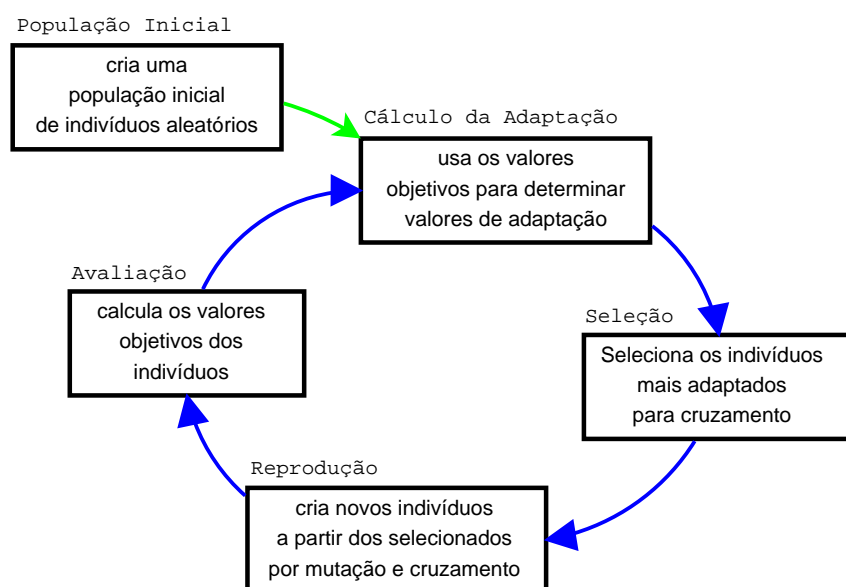 População Inicial
cria uma
população inicial
de indivíduos aleatórios
Cálculo da Adaptação
usa os valores
objetivos para determinar
valores de adaptação
Avaliação
calcula os valores
objetivos dos
indivíduos
Seleção
Seleciona os indivíduos
mais adaptados
para cruzamento
Reprodução
cria novos indivíduos
a partir dos selecionados
por mutação e cruzamento